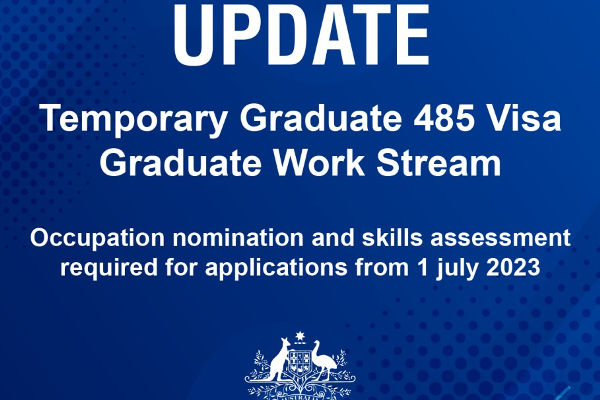 UPDATE
Temporary Graduate 485 Visa
Graduate Work Stream
Occupation nomination and skills assessment
required for applications from 1 july 2023